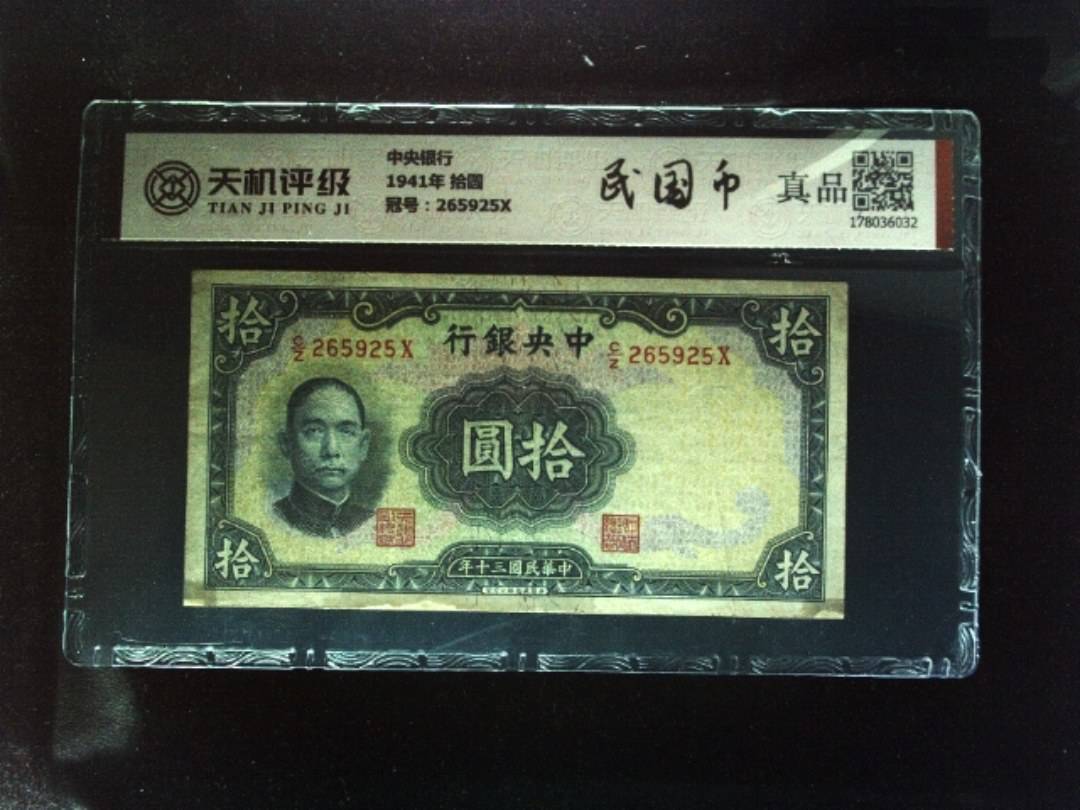 天机评级
TIAN JI PING JI
中央银行
1941年 拾圆
冠号：265925X
民国币
真品
178036032
拾
拾
行銀央中
C/Z 265925X
C/Z 265925X
圓拾
年十三國民華中
拾
拾